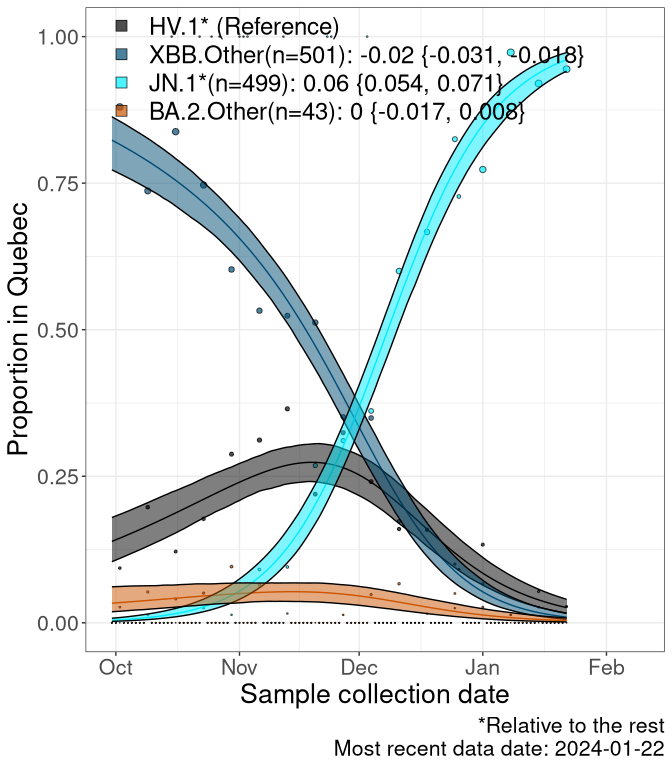 HV.1* (Reference)
XBB.Other(n=501): -0.02 {-0.031, -0.018}
JN.1*(n=499): 0.06 {0.054, 0.071}
BA.2.Other(n=43): 0 {-0.017, 0.008}
1.00
0.75
0.50
0.25
0.00
Proportion in Quebec
Oct Nov Dec Jan Feb
Sample collection date
*Relative to the rest
Most recent data date: 2024-01-22